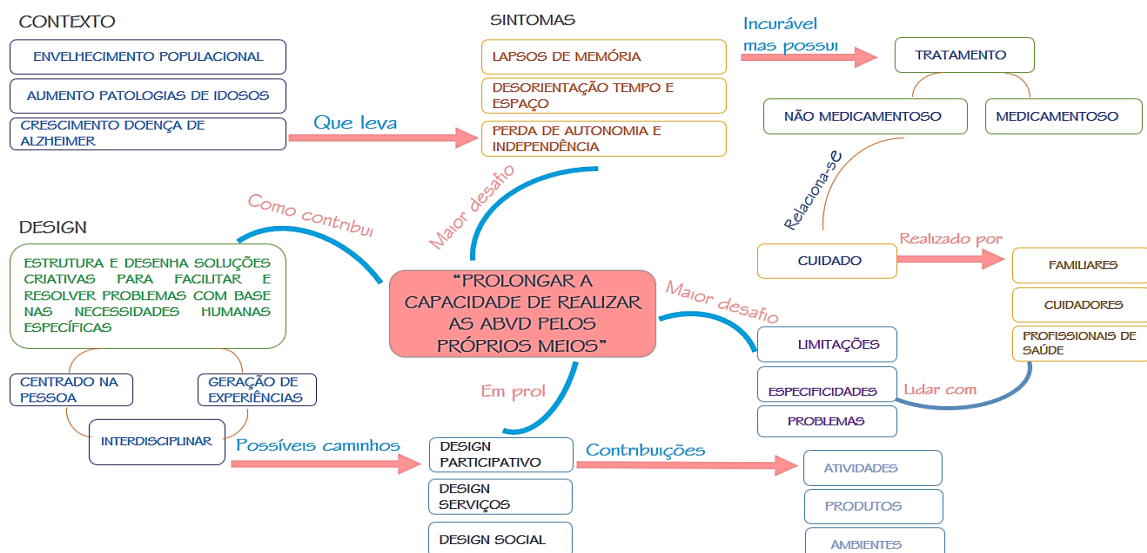 CONTEXTO
ENVELHECIMENTO POPULACIONAL
AUMENTO PATOLOGIAS DE IDOSOS
CRESCIMENTO DOENÇA DE
ALZHEIMER
Que leva
SINTOMAS
LAPSOS DE MEMÓRIA
DESORIENTAÇÃO TEMPO E
ESPAÇO
PERDA DE AUTONOMIA E
INDEPENDÊNCIA
Incurável
mas possui
TRATAMENTO
NÃO MEDICAMENTOSO
MEDICAMENTOSO
Relaciona-se
Maior desafio
Como contribui
DESIGN
ESTRUTURA E DESENHA SOLUÇÕES
CRIATIVAS PARA FACILITAR E
RESOLVER PROBLEMAS COM BASE
NAS NECESSIDADES HUMANAS
ESPECÍFICAS
CENTRADO NA
PESSOA
GERAÇÃO DE
EXPERIÊNCIAS
INTERDISCIPLINAR
"PROLONGAR A
CAPACIDADE DE REALIZAR
AS ABVD PELOS
PRÓPRIOS MEIOS"
Maior desafio
CUIDADO
Realizado por
FAMILIARES
CUIDADORES
PROFISSIONAIS DE
SAÚDE
LIMITAÇÕES
ESPECIFICIDADES
PROBLEMAS
Lidar com
Em prol
Possíveis caminhos
DESIGN
PARTICIPATIVO
DESIGN
SERVIÇOS
DESIGN SOCIAL
Contribuições
ATIVIDADES
PRODUTOS
AMBIENTES